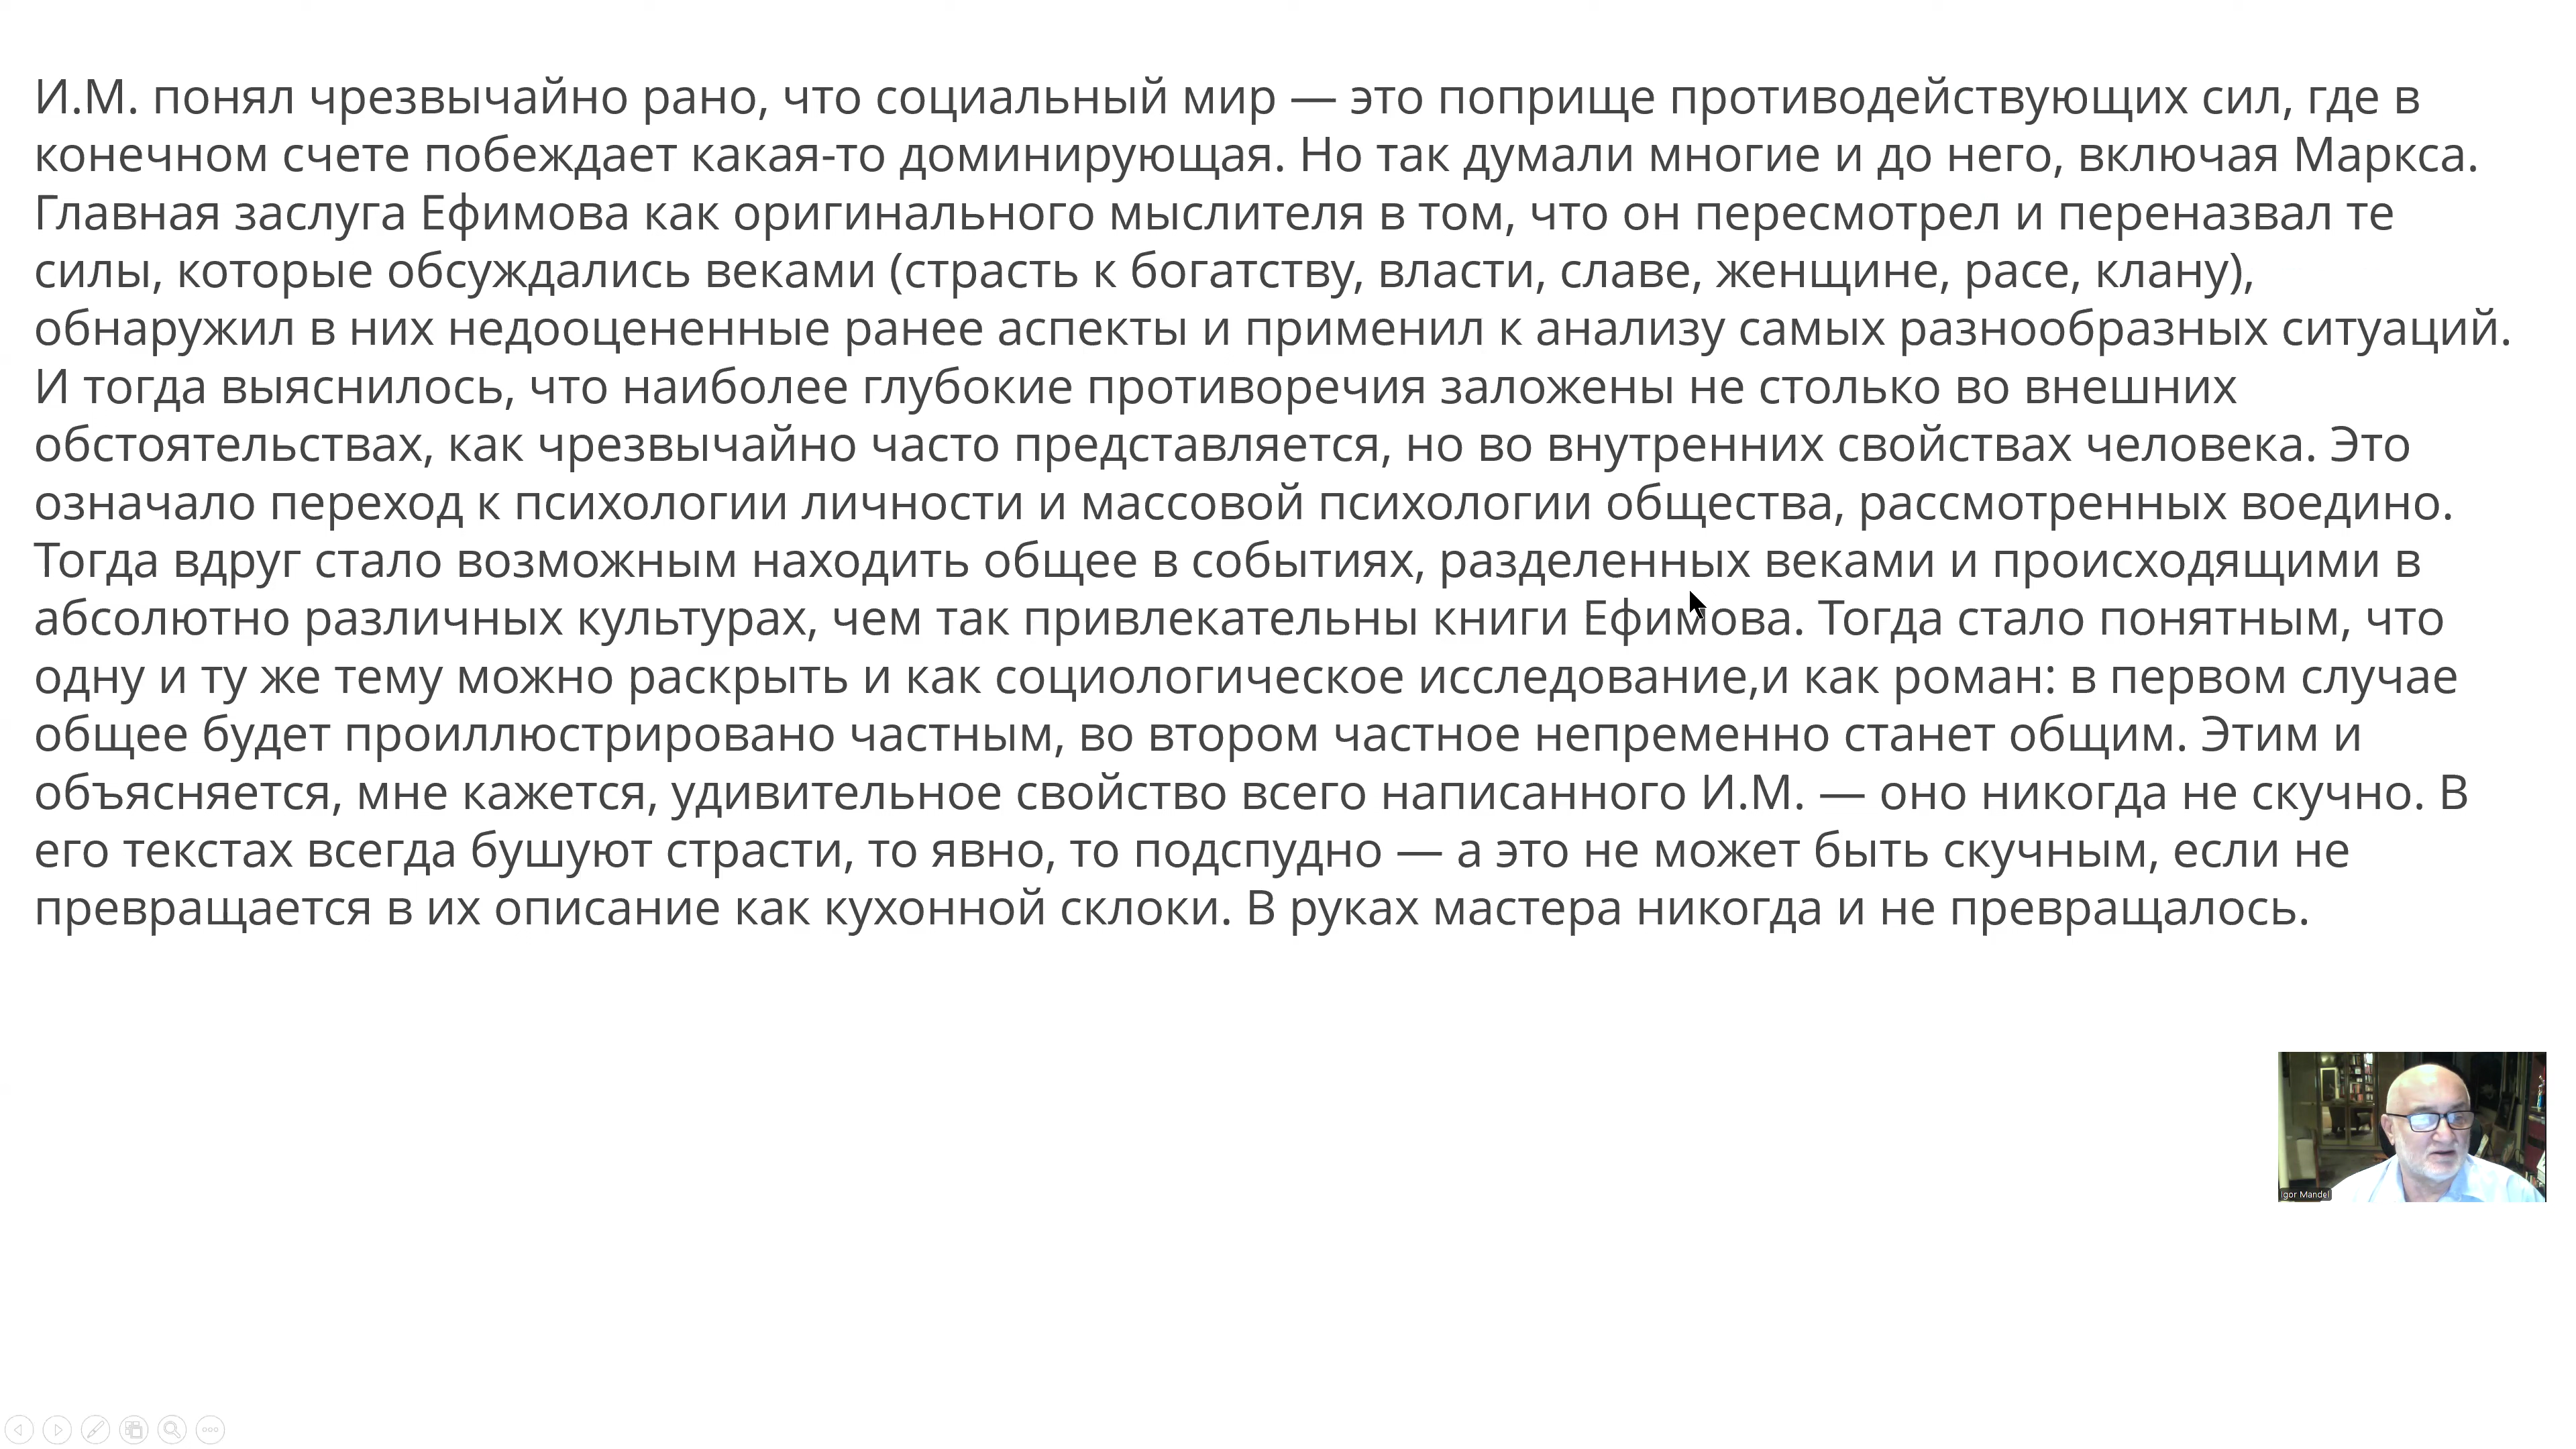 И.М. понял чрезвычайно рано, что социальный мир — это поприще противодействующих сил, где в
конечном счете побеждает какая-то доминирующая. Но так думали многие и до него, включая Маркса.
Главная заслуга Ефимова как оригинального мыслителя в том, что он пересмотрел и переназвал те
силы, которые обсуждались веками (страсть к богатству, власти, славе, женщине, расе, клану),
обнаружил в них недооцененные ранее аспекты и применил к анализу самых разнообразных ситуаций.
И тогда выяснилось, что наиболее глубокие противоречия заложены не столько во внешних
обстоятельствах, как чрезвычайно часто представляется, но во внутренних свойствах человека. Это
означало переход к психологии личности и массовой психологии общества, рассмотренных воедино.
Тогда вдруг стало возможным находить общее в событиях, разделенных веками и происходящими в
абсолютно различных культурах, чем так привлекательны книги Ефимова. Тогда стало понятным, что
одну и ту же тему можно раскрыть и как социологическое исследование,и как роман: в первом случае
общее будет проиллюстрировано частным, во втором частное непременно станет общим. Этим и
объясняется, мне кажется, удивительное свойство всего написанного И.М. — оно никогда не скучно. В
его текстах всегда бушуют страсти, то явно, то подспудно — а это не может быть скучным, если не
превращается в их описание как кухонной склоки. В руках мастера никогда и не превращалось.
Igor Mandel